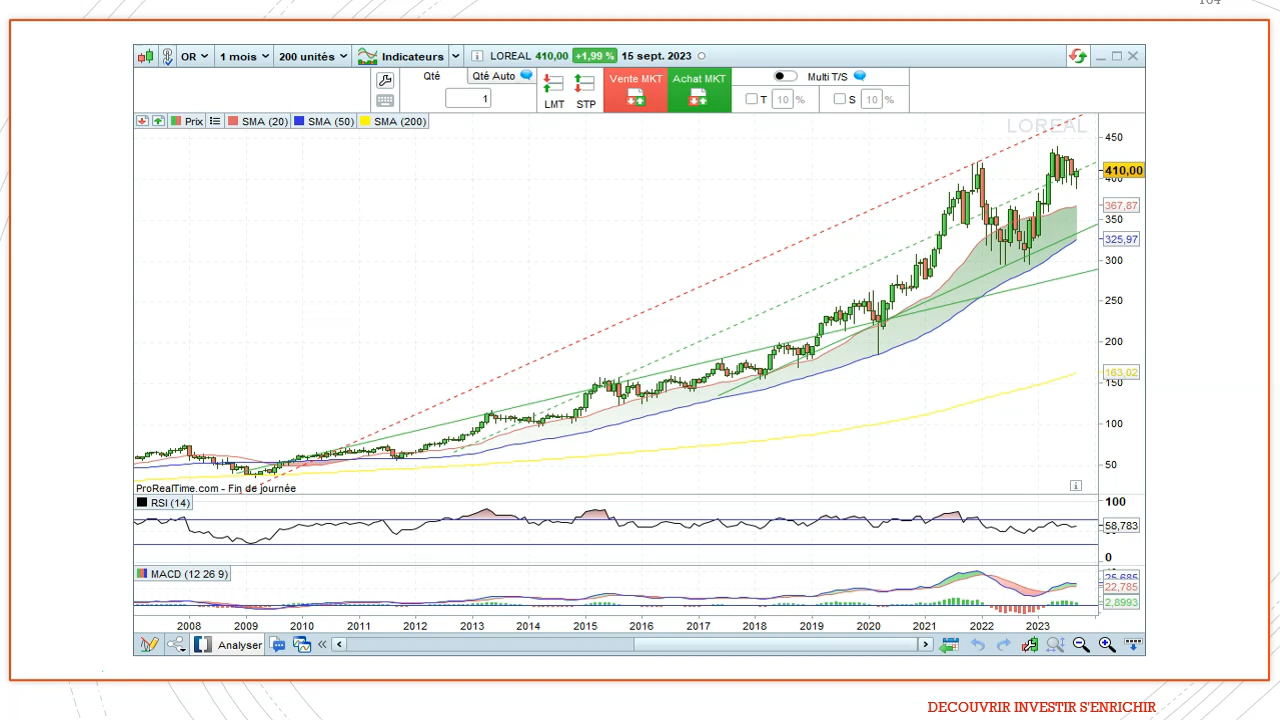 OR 1 mois 200 unités Indicateurs LOREAL 410,00 +1,99 % 15 sept. 2023
Qté Qté Auto Vente MKT Achat MKT Multi T/S
1 LMT STP T 10 % S 10 %
Prix SMA (20) SMA (50) SMA (200)
LOREAL
450
410,00
400
367,87
350
325,97
300
250
200
163,02
150
100
50
ProRealTime.com - Fin de journée
RSI (14)
100
58,783
0
MACD (12 26 9)
25,685
22,785
2,8993
2008 2009 2010 2011 2012 2013 2014 2015 2016 2017 2018 2019 2020 2021 2022 2023
Analyser
DECOUVRIR INVESTIR S'ENRICHIR